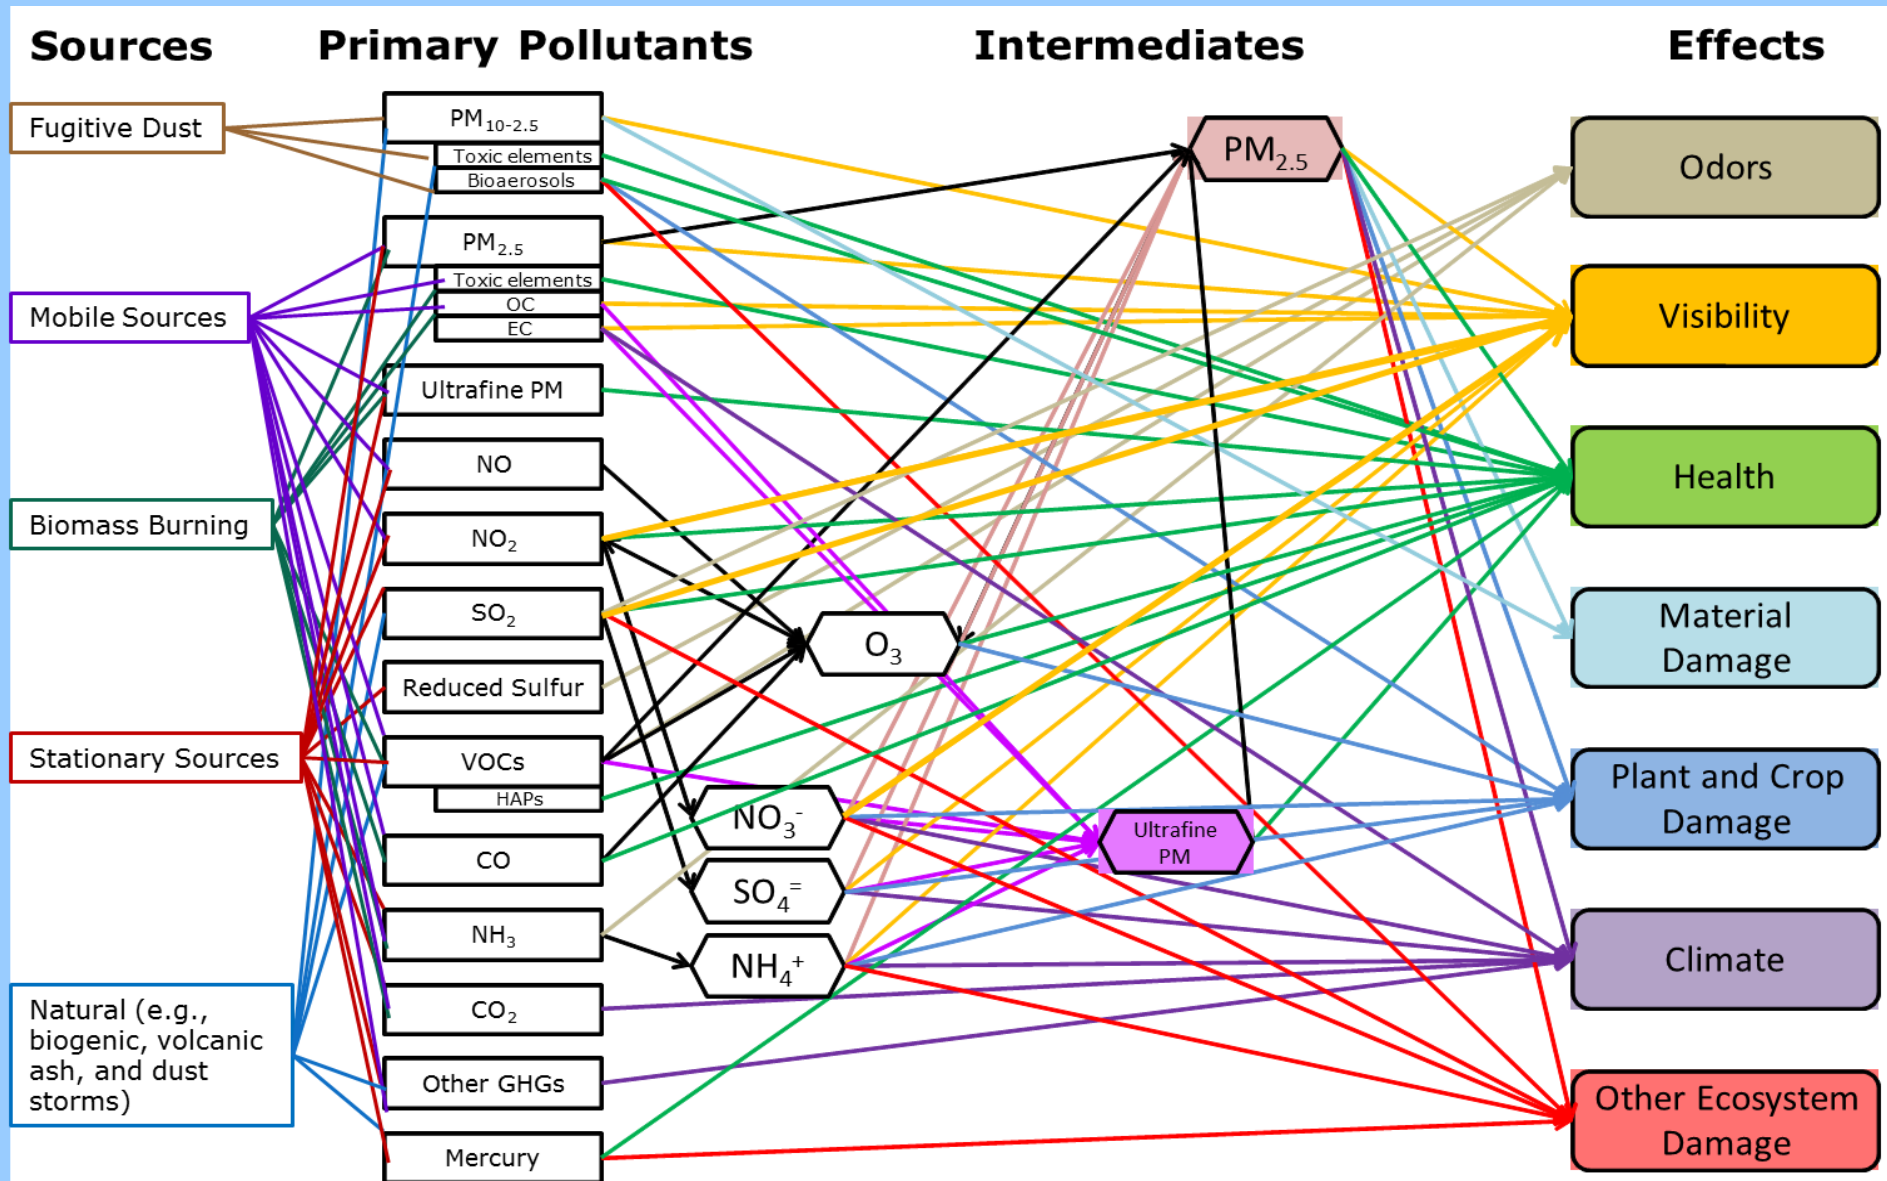 Sources
Primary Pollutants
Intermediates
Effects
Fugitive Dust
Mobile Sources
Biomass Burning
Stationary Sources
Natural (e.g.,
biogenic, volcanic
ash, and dust
storms)
PM10-2.5
Toxic elements
Bioaerosols
PM2.5
Toxic elements
OC
EC
Ultrafine PM
NO
NO2
SO2
Reduced Sulfur
VOCs
HAPs
CO
NH3
CO2
Other GHGs
Mercury
PM2.5
O3
NO3-
SO4=
NH4+
Ultrafine
PM
Odors
Visibility
Health
Material
Damage
Plant and Crop
Damage
Climate
Other Ecosystem
Damage